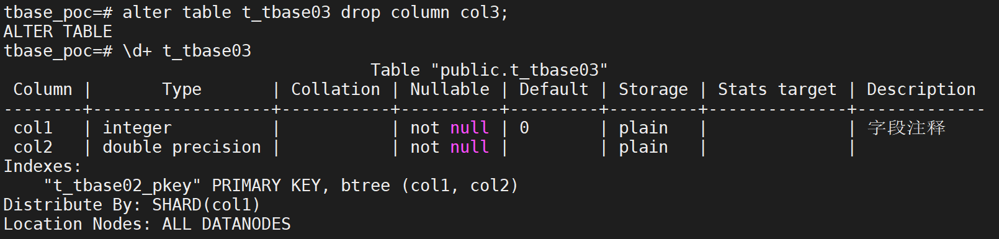 tbase_poc=# alter table t_tbase03 drop column col3;
ALTER TABLE
tbase_poc=# \d+ t_tbase03
                                     Table "public.t_tbase03"
 Column |       Type       | Collation | Nullable | Default | Storage | Stats target | Description
--------+------------------+-----------+----------+---------+---------+--------------+-------------
 col1   | integer          |           | not null | 0       | plain   |              | 字段注释
 col2   | double precision |           | not null |         | plain   |              |
Indexes:
    "t_tbase02_pkey" PRIMARY KEY, btree (col1, col2)
Distribute By: SHARD(col1)
Location Nodes: ALL DATANODES